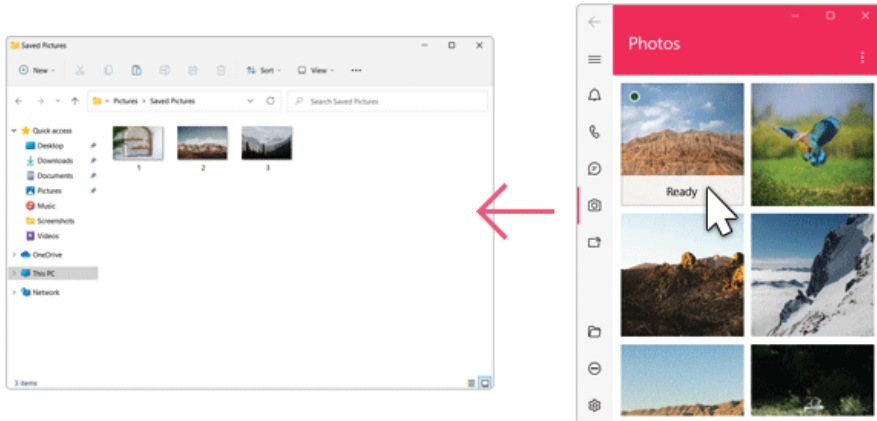 Saved Pictures
New
Sort
View
Pictures > Saved Pictures
Search Saved Pictures
Quick access
Desktop
Downloads
Documents
Pictures
Music
Screenshots
Videos
OneDrive
This PC
Network
1
2
3
3 items
Photos
Ready